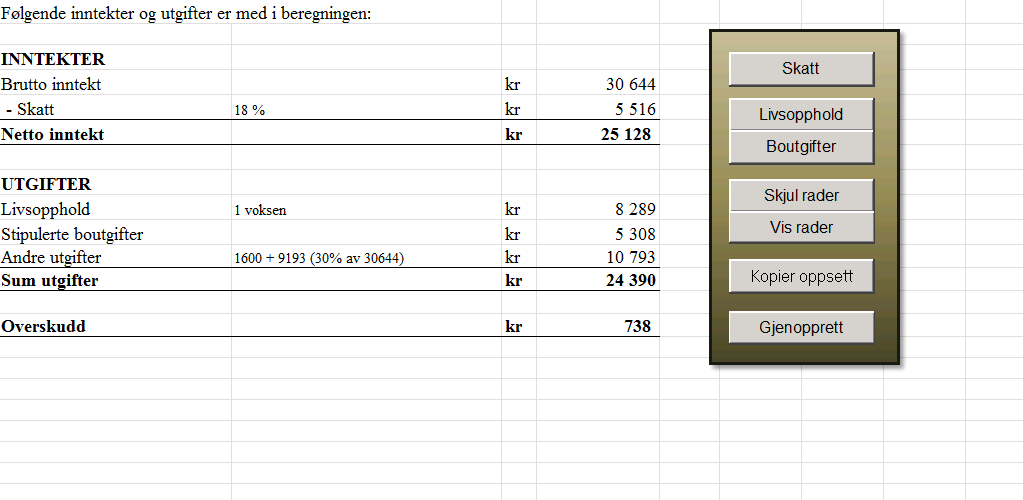 Følgende inntekter og utgifter er med i beregningen:
INNTEKTER
Brutto inntekt kr 30 644
- Skatt 18 % kr 5 516
Netto inntekt kr 25 128
UTGIFTER
Livsopphold 1 voksen kr 8 289
Stipulerte boutgifter kr 5 308
Andre utgifter 1600 + 9193 (30% av 30644) kr 10 793
Sum utgifter kr 24 390
Overskudd kr 738
Skatt
Livsopphold
Boutgifter
Skjul rader
Vis rader
Kopier oppsett
Gjenopprett